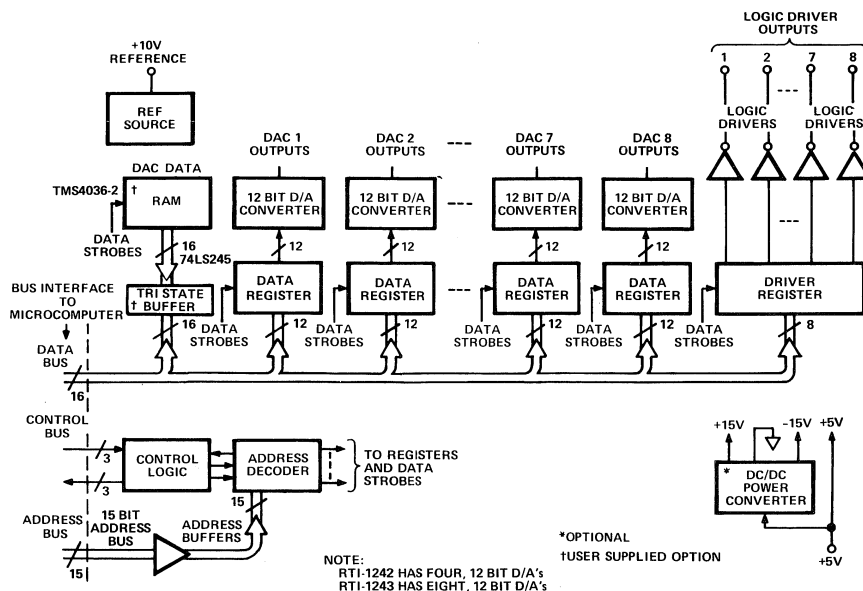 LOGIC DRIVER
OUTPUTS
1 2 7 8
LOGIC
DRIVERS
LOGIC
DRIVERS
+10V
REFERENCE
REF
SOURCE
DAC 1
OUTPUTS
DAC 2
OUTPUTS
DAC 7
OUTPUTS
DAC 8
OUTPUTS
DAC DATA
TMS4036-2
†
RAM
12 BIT D/A
CONVERTER
12 BIT D/A
CONVERTER
12 BIT D/A
CONVERTER
12 BIT D/A
CONVERTER
DATA
STROBES
16
74LS245
12
12
12
12
BUS INTERFACE
TO
MICROCOMPUTER
TRI STATE
† BUFFER
DATA
REGISTER
DATA
REGISTER
DATA
REGISTER
DATA
REGISTER
DRIVER
REGISTER
16
DATA
STROBES
12
DATA
STROBES
12
DATA
STROBES
12
DATA
STROBES
12
DATA
STROBES
8
DATA
BUS
16
CONTROL
BUS
3
3
CONTROL
LOGIC
ADDRESS
DECODER
TO REGISTERS
AND DATA
STROBES
15
ADDRESS
BUS
15
15 BIT
ADDRESS
BUS
ADDRESS
BUFFERS
+15V
-15V
+5V
*
DC/DC
POWER
CONVERTER
+5V
*OPTIONAL
†USER SUPPLIED OPTION
NOTE:
RTI-1242 HAS FOUR, 12 BIT D/A's
RTI-1243 HAS EIGHT, 12 BIT D/A's